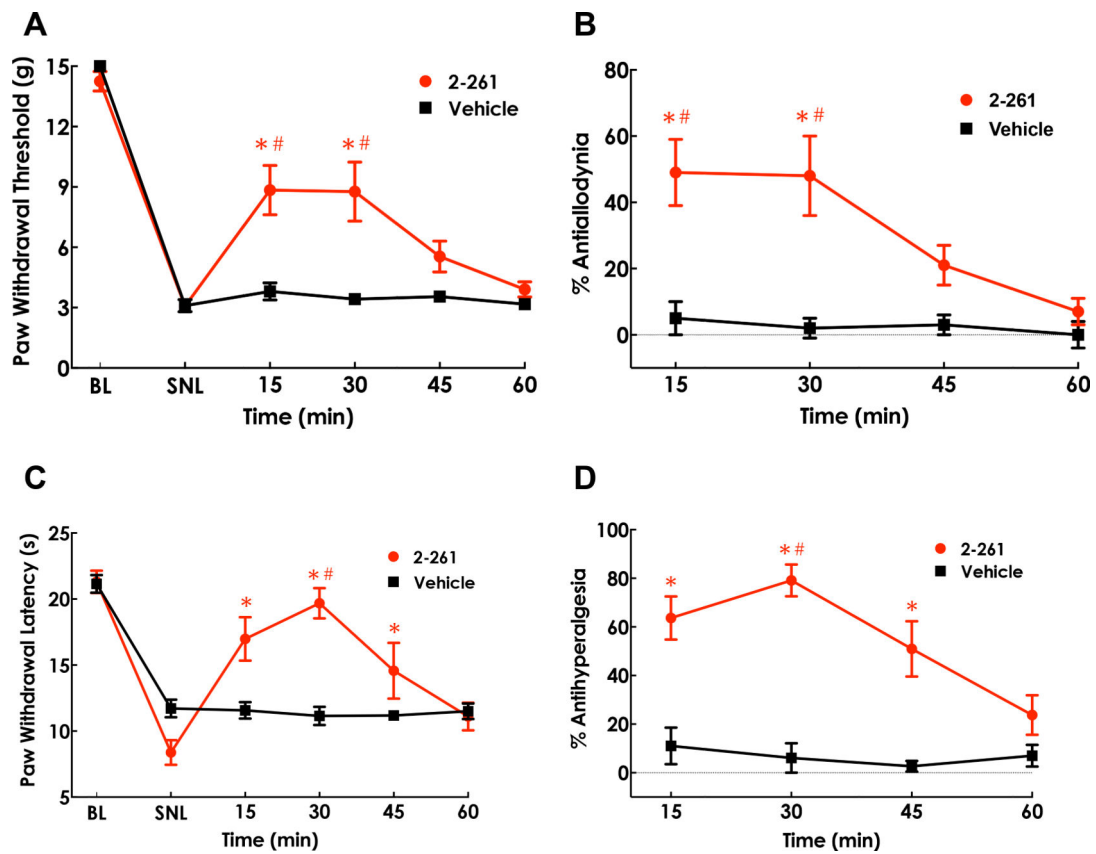 A
Paw Withdrawal Threshold (g)
15
12
9
6
3
0
2-261
Vehicle
* #
* #
BL SNL 15 30 45 60
Time (min)
B
% Antiallodynia
80
60
40
20
0
2-261
Vehicle
* #
* #
15 30 45 60
Time (min)
C
Paw Withdrawal Latency (s)
25
20
15
10
5
2-261
Vehicle
*
* #
*
BL SNL 15 30 45 60
Time (min)
D
% Antihyperalgesia
100
80
60
40
20
0
2-261
Vehicle
*
* #
*
15 30 45 60
Time (min)